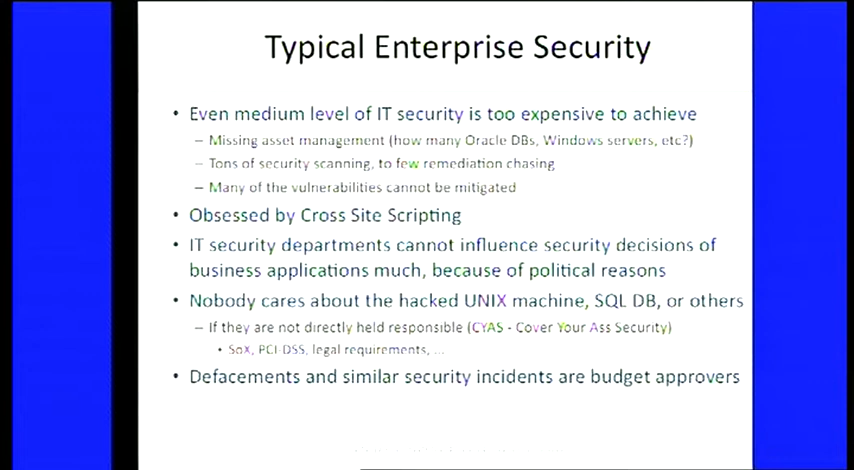 Typical Enterprise Security
• Even medium level of IT security is too expensive to achieve
– Missing asset management (how many Oracle DBs, Windows servers, etc?)
– Tons of security scanning, to few remediation chasing
– Many of the vulnerabilities cannot be mitigated
• Obsessed by Cross Site Scripting
• IT security departments cannot influence security decisions of
business applications much, because of political reasons
• Nobody cares about the hacked UNIX machine, SQL DB, or others
– If they are not directly held responsible (CYAS - Cover Your Ass Security)
• SoX, PCI-DSS, legal requirements, ...
• Defacements and similar security incidents are budget approvers